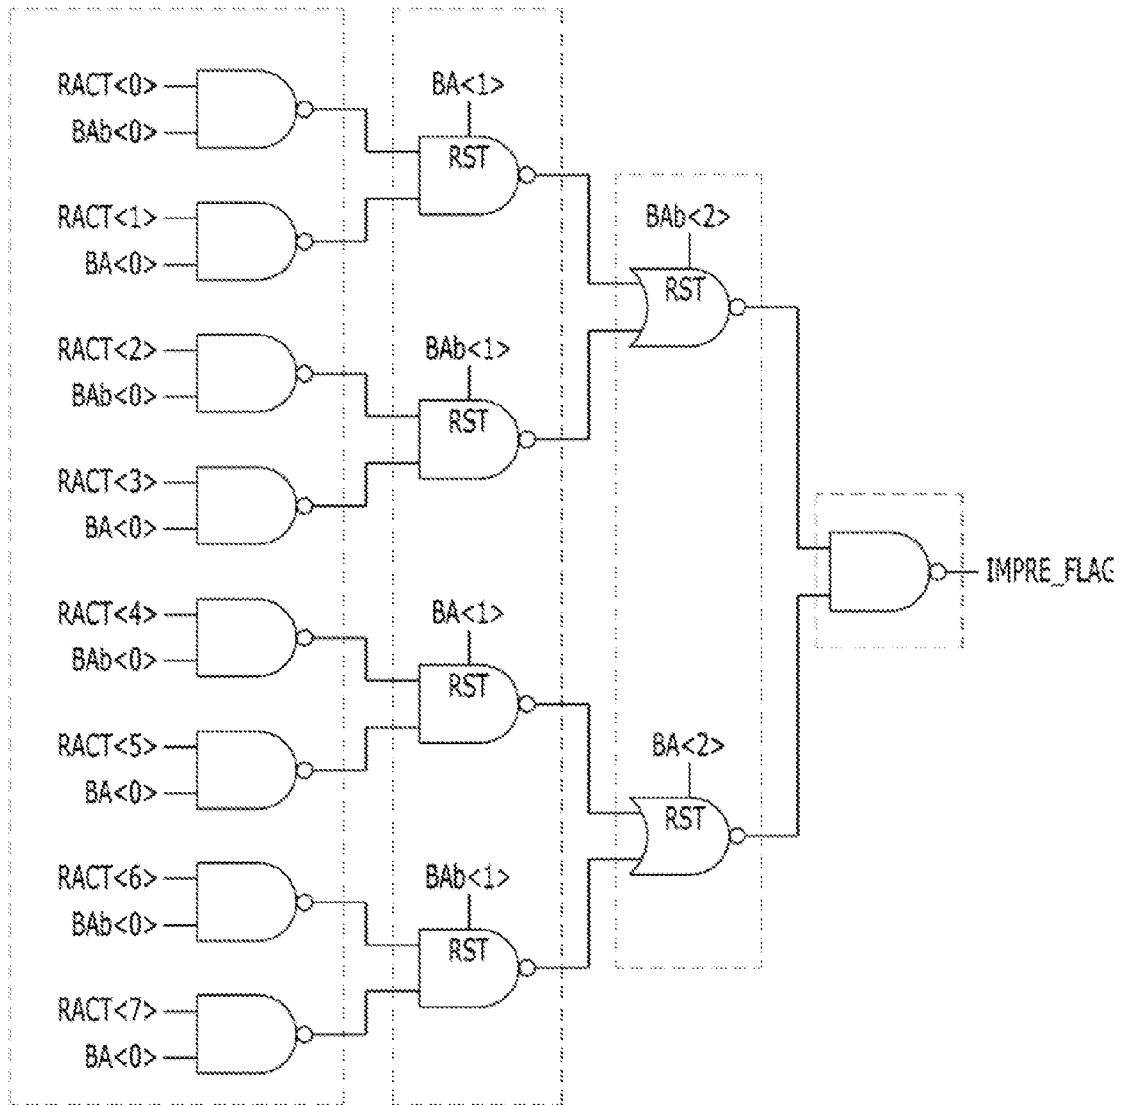 RACT<0>
BAb<0>
RACT<1>
BA<0>
RACT<2>
BAb<0>
RACT<3>
BA<0>
RACT<4>
BAb<0>
RACT<5>
BA<0>
RACT<6>
BAb<0>
RACT<7>
BA<0>
BA<1>
RST
BAb<1>
RST
BA<1>
RST
BAb<1>
RST
BAb<2>
RST
BA<2>
RST
IMPRE_FLAG